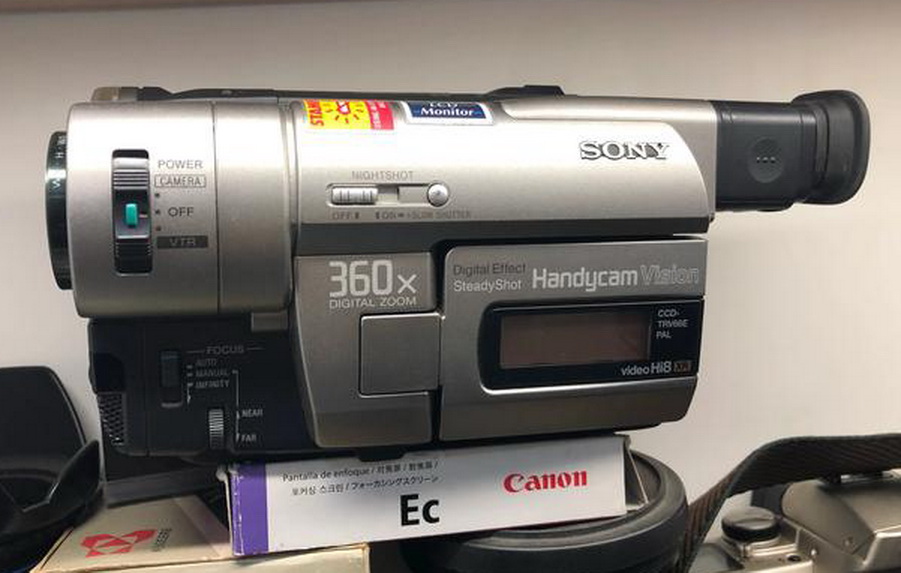 STAMINA
LCD
Monitor
SONY
POWER
CAMERA
OFF
VTR
NIGHTSHOT
OFF
ON
+SLOW SHUTTER
360x
DIGITAL ZOOM
Digital Effect
SteadyShot
Handycam Vision
CCD-
TRV66E
PAL
video Hi8 XR
FOCUS
AUTO
MANUAL
INFINITY
NEAR
FAR
Pantalla de enfoque / 对焦屏 / 對焦屏 /
포커싱 스크린 / フォーカシングスクリーン
Canon
Ec